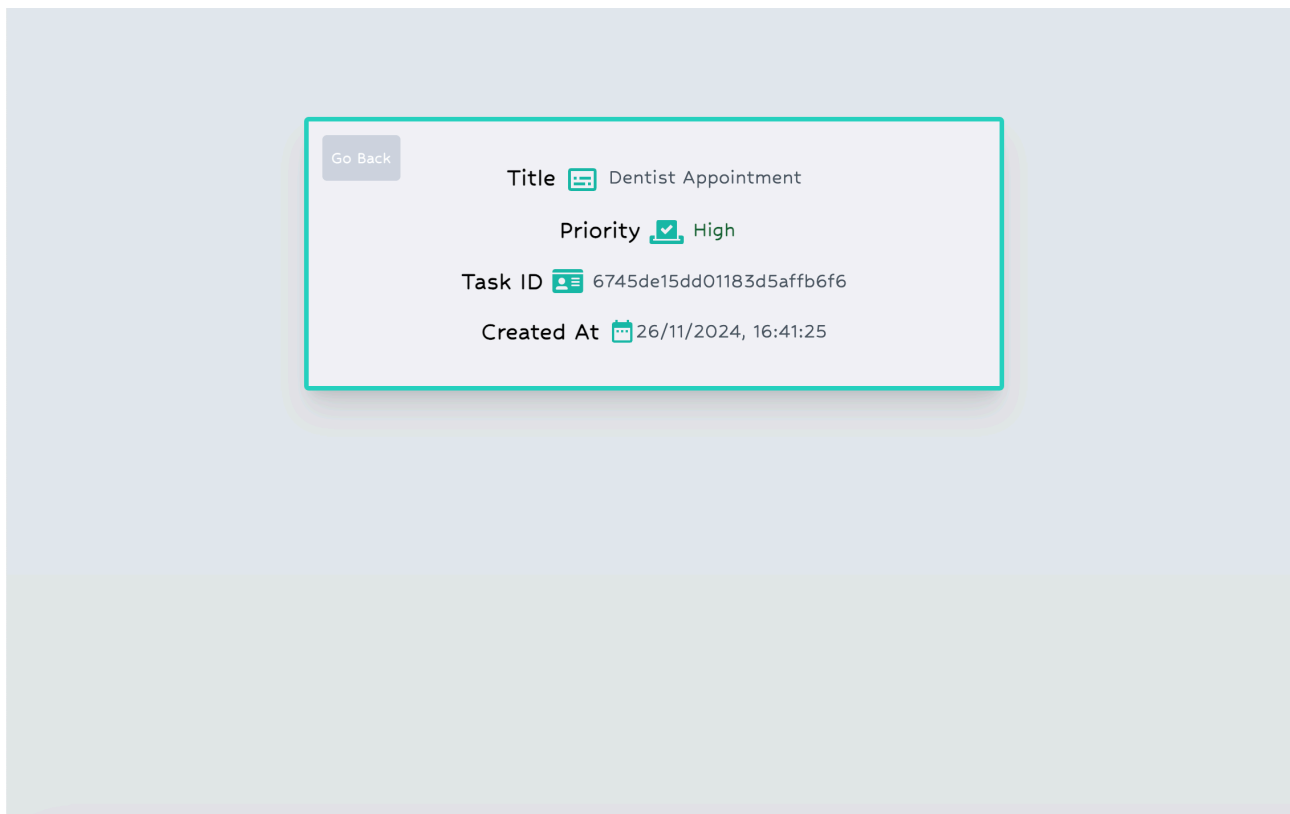 Go Back
Title Dentist Appointment
Priority High
Task ID 6745de15dd01183d5affb6f6
Created At 26/11/2024, 16:41:25